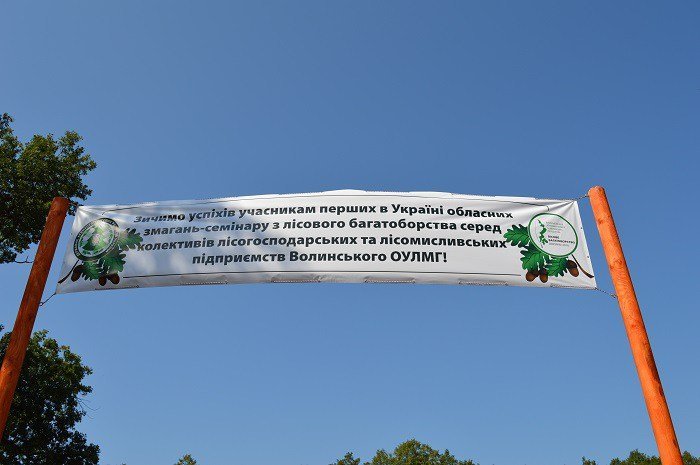 Зичимо успіхів учасникам перших в Україні обласних
змагань-семінару з лісового багатоборства серед
колективів лісогосподарських та лісомисливських
підприємств Волинського ОУЛМГ!